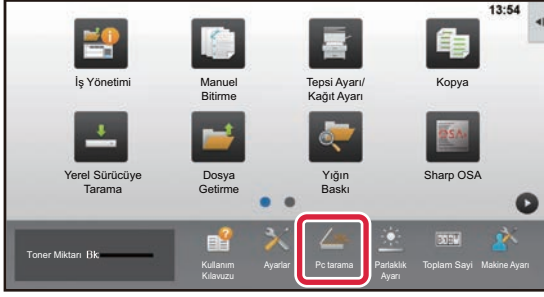 13:54
İş Yönetimi
Manuel
Bitirme
Tepsi Ayarı/
Kağıt Ayarı
Kopya
Yerel Sürücüye
Tarama
Dosya
Getirme
Yığın
Baskı
Sharp OSA
Toner Miktarı Bk
Kullanım
Kılavuzu
Ayarlar
Pc tarama
Parlaklık
Ayarı
Toplam Sayi
Makine Ayarı